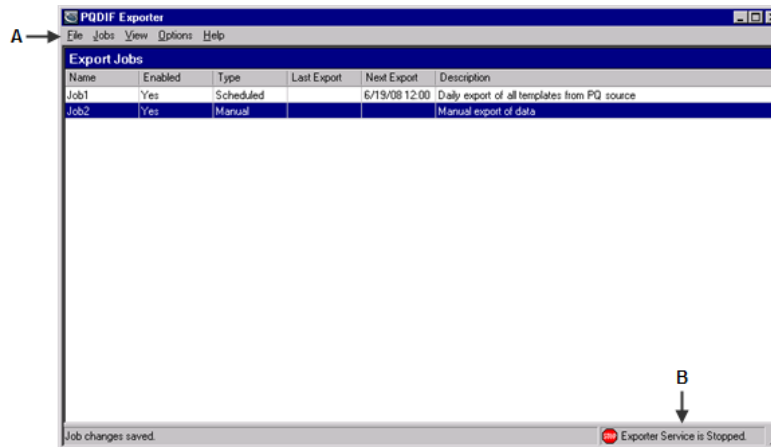 PQDIF Exporter
A
File Jobs View Options Help
Export Jobs
Name Enabled Type Last Export Next Export Description
Job1 Yes Scheduled 6/19/08 12:00 Daily export of all templates from PQ source
Job2 Yes Manual Manual export of data
B
Job changes saved. STOP Exporter Service is Stopped.